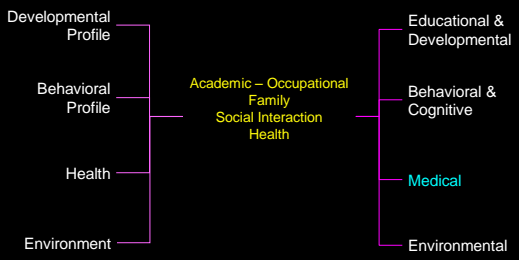 Developmental
Profile
Behavioral
Profile
Health
Environment
Academic – Occupational
Family
Social Interaction
Health
Educational &
Developmental
Behavioral &
Cognitive
Medical
Environmental